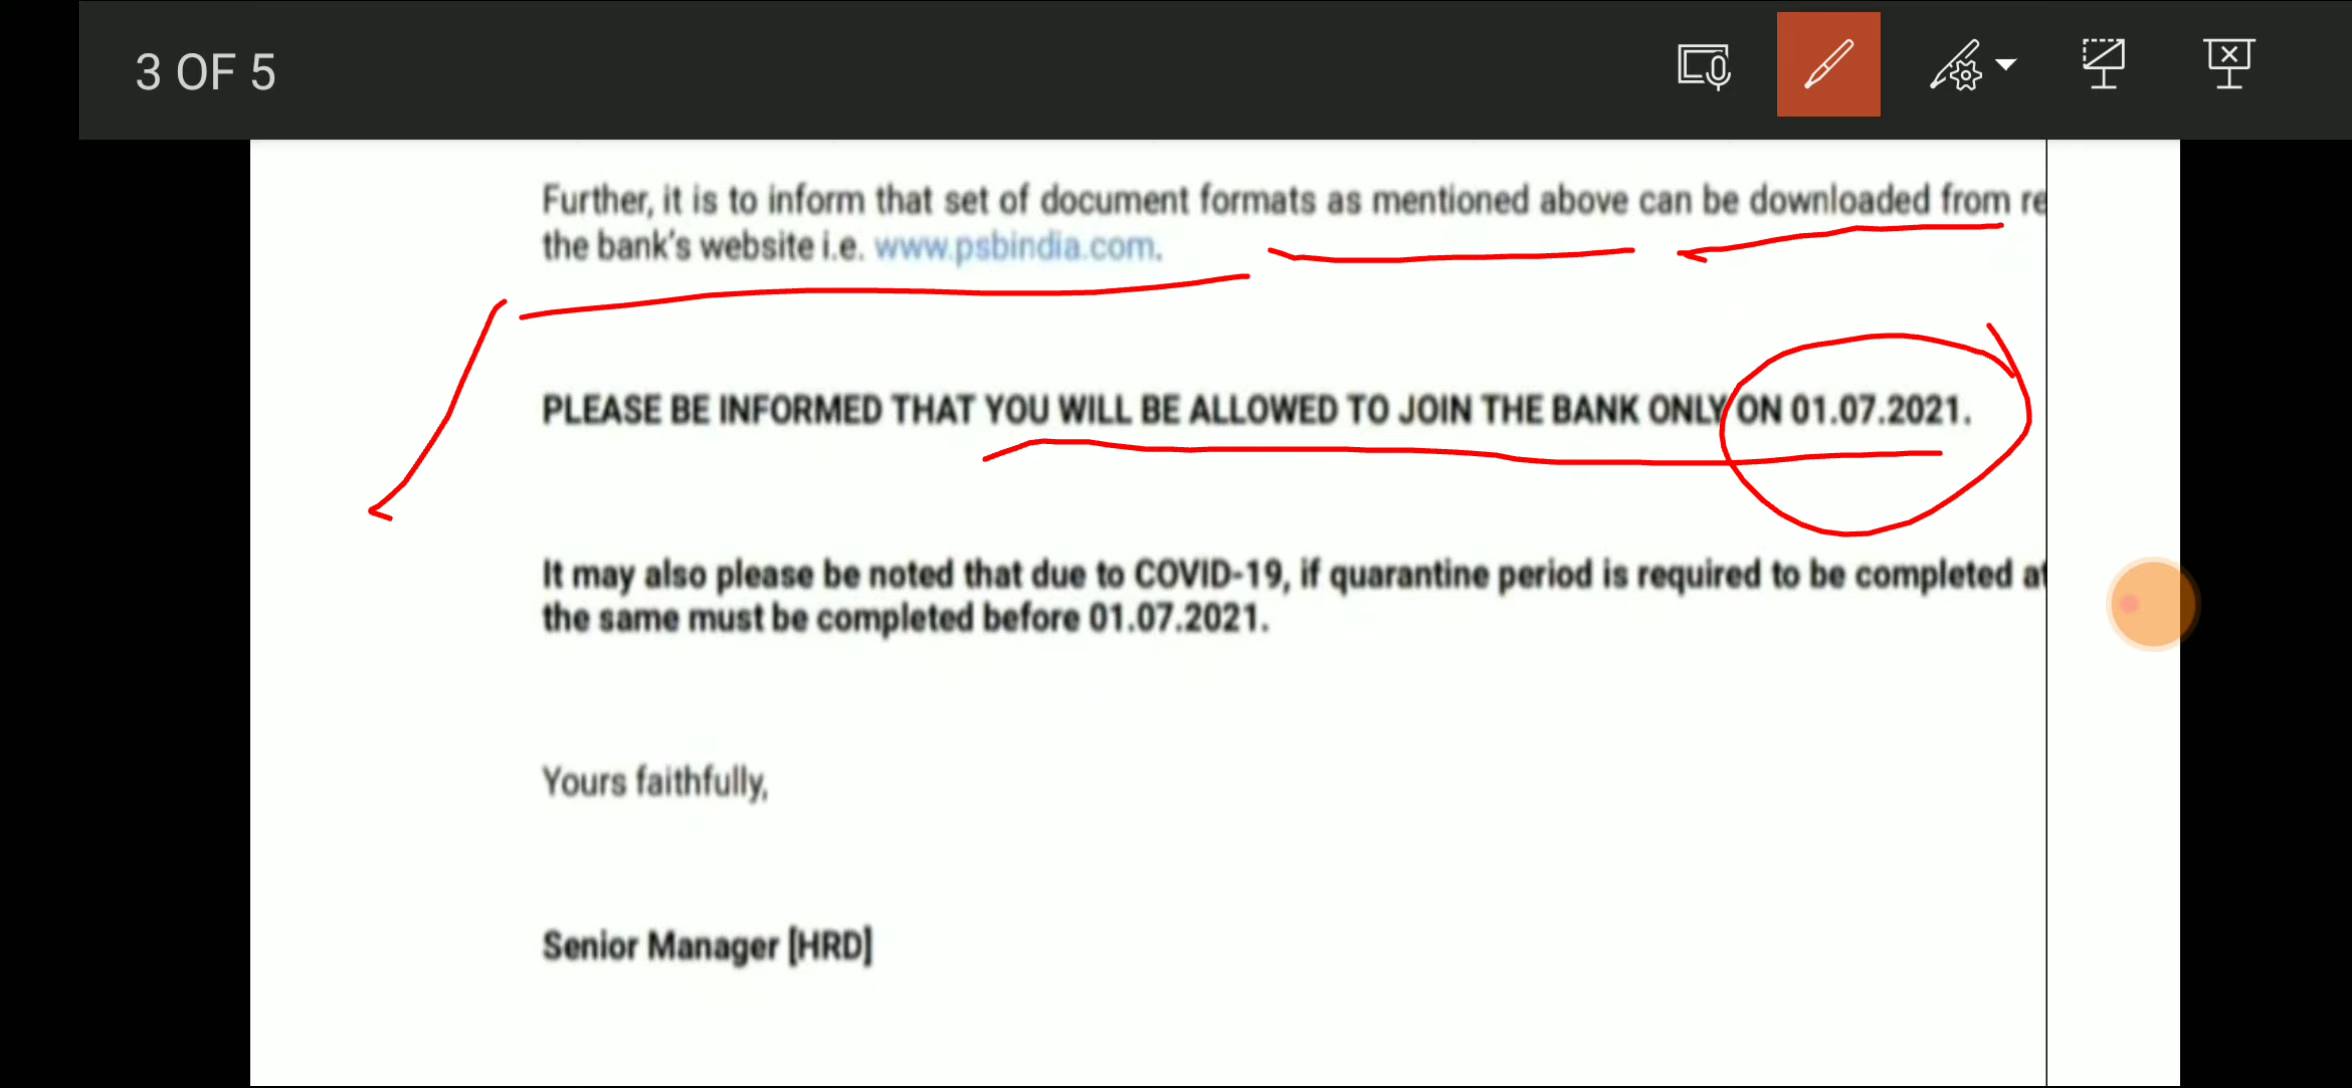 3 OF 5
Further, it is to inform that set of document formats as mentioned above can be downloaded from re
the bank's website i.e. www.psbindia.com.
PLEASE BE INFORMED THAT YOU WILL BE ALLOWED TO JOIN THE BANK ONLY ON 01.07.2021.
It may also please be noted that due to COVID-19, if quarantine period is required to be completed at
the same must be completed before 01.07.2021.
Yours faithfully,
Senior Manager [HRD]